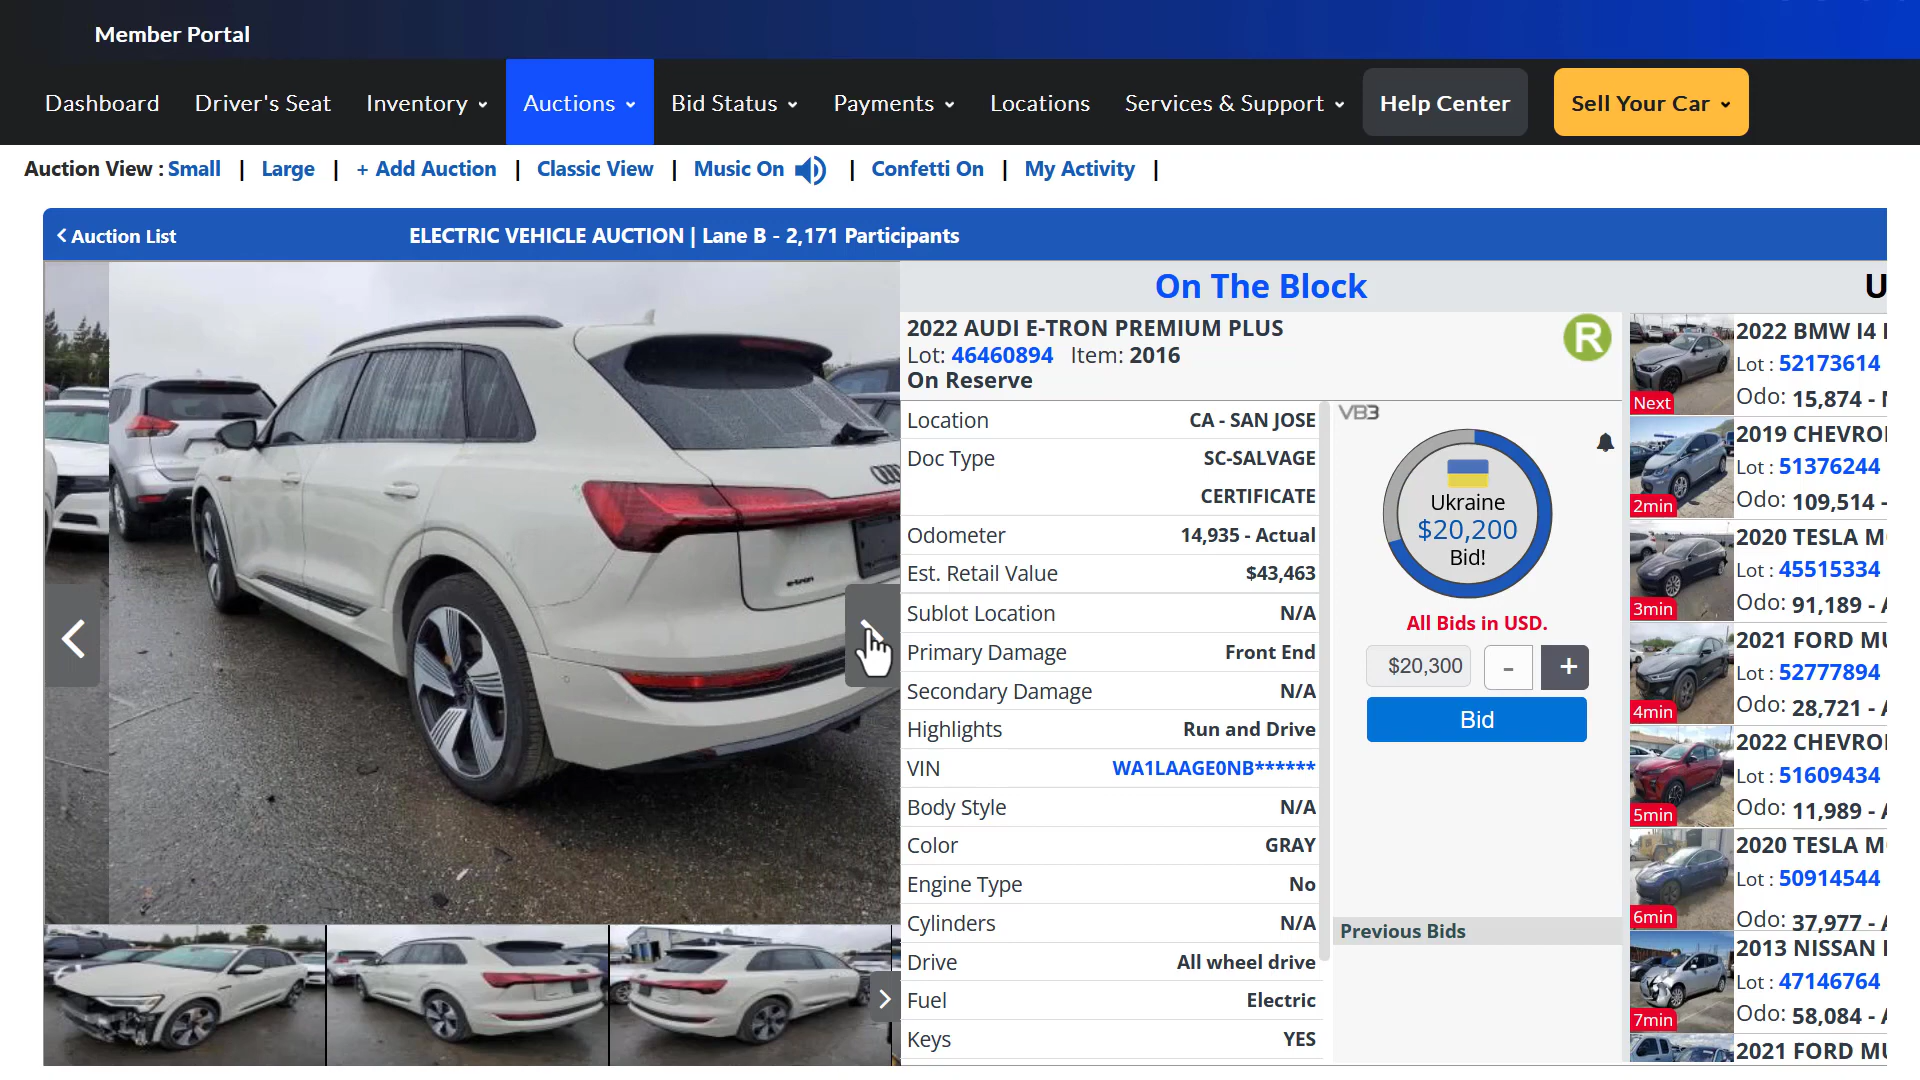 Member Portal
Dashboard Driver's Seat Inventory Auctions Bid Status Payments Locations Services & Support Help Center Sell Your Car
Auction View : Small | Large | + Add Auction | Classic View | Music On | Confetti On | My Activity |
Auction List
ELECTRIC VEHICLE AUCTION | Lane B - 2,171 Participants
On The Block
U
2022 AUDI E-TRON PREMIUM PLUS
Lot: 46460894 Item: 2016
On Reserve
R
Location CA - SAN JOSE
Doc Type SC-SALVAGE
CERTIFICATE
Odometer 14,935 - Actual
Est. Retail Value $43,463
Sublot Location N/A
Primary Damage Front End
Secondary Damage N/A
Highlights Run and Drive
VIN WA1LAAGE0NB******
Body Style N/A
Color GRAY
Engine Type No
Cylinders N/A
Drive All wheel drive
Fuel Electric
Keys YES
VB3
Ukraine
$20,200
Bid!
All Bids in USD.
$20,300 - +
Bid
Previous Bids
2022 BMW I4
Lot : 52173614
Odo: 15,874 -
Next
2019 CHEVROL
Lot : 51376244
Odo: 109,514 -
2min
2020 TESLA M
Lot : 45515334
Odo: 91,189 - A
3min
2021 FORD MU
Lot : 52777894
Odo: 28,721 - A
4min
2022 CHEVROL
Lot : 51609434
Odo: 11,989 - A
5min
2020 TESLA M
Lot : 50914544
Odo: 37,977 - A
6min
2013 NISSAN
Lot : 47146764
Odo: 58,084 - A
7min
2021 FORD MU
e-tron